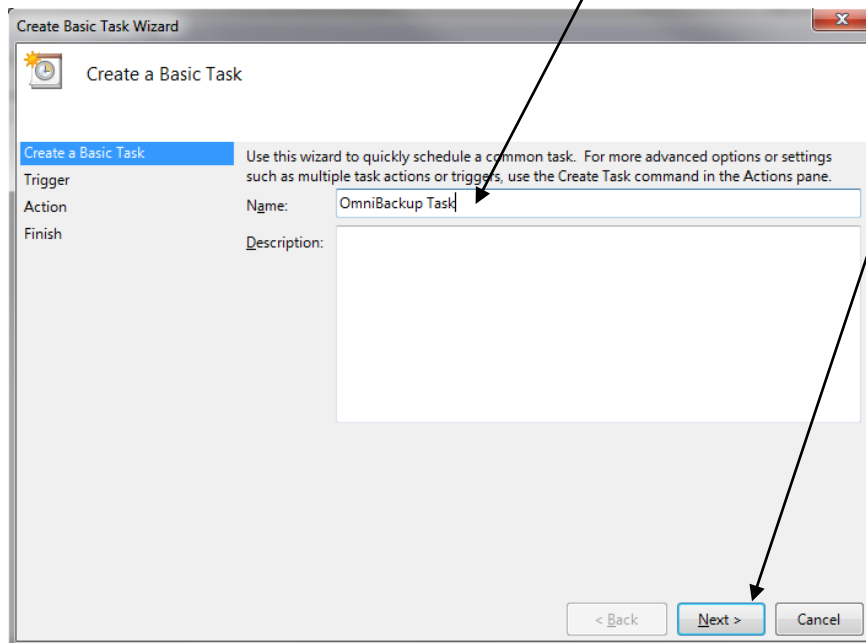 Create Basic Task Wizard
Create a Basic Task
Create a Basic Task
Use this wizard to quickly schedule a common task.  For more advanced options or settings
such as multiple task actions or triggers, use the Create Task command in the Actions pane.
Trigger
Action
Finish
Name:
OmniBackup Task
Description:
< Back
Next >
Cancel